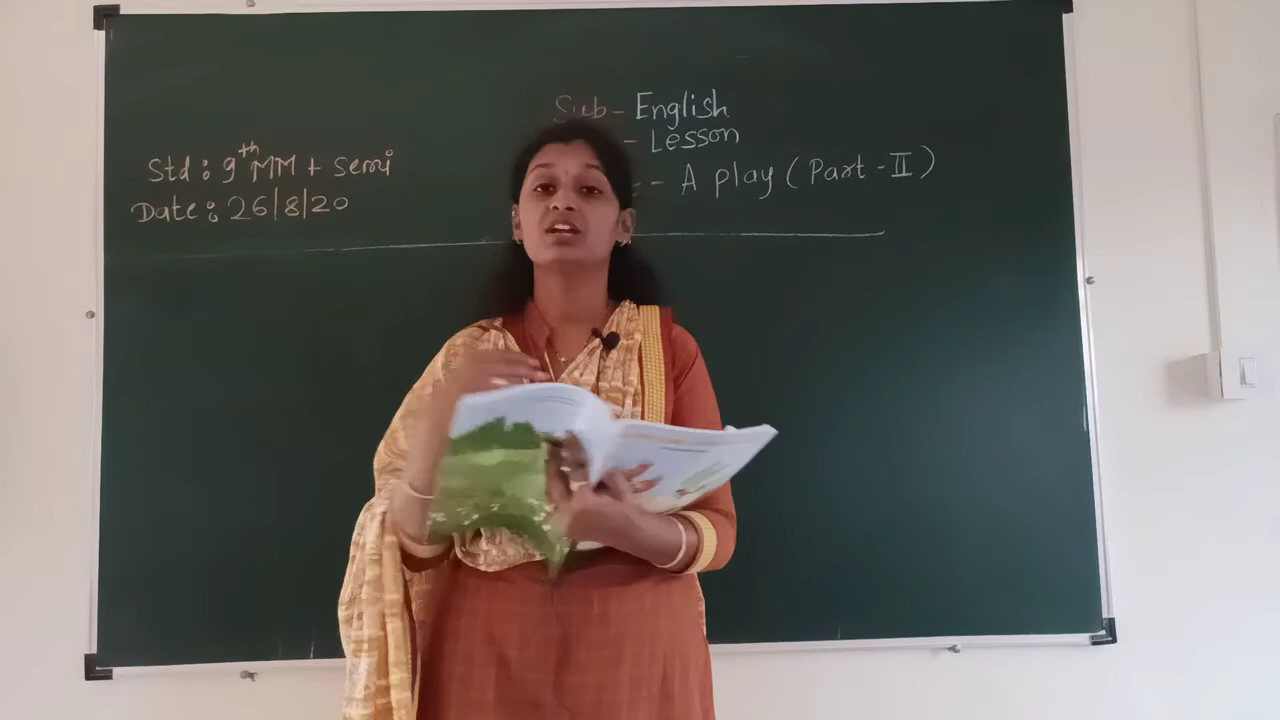 Std : 9th MM + Semi
Date : 26/8/20
Sub - English
- Lesson
- - A play (Part - II)